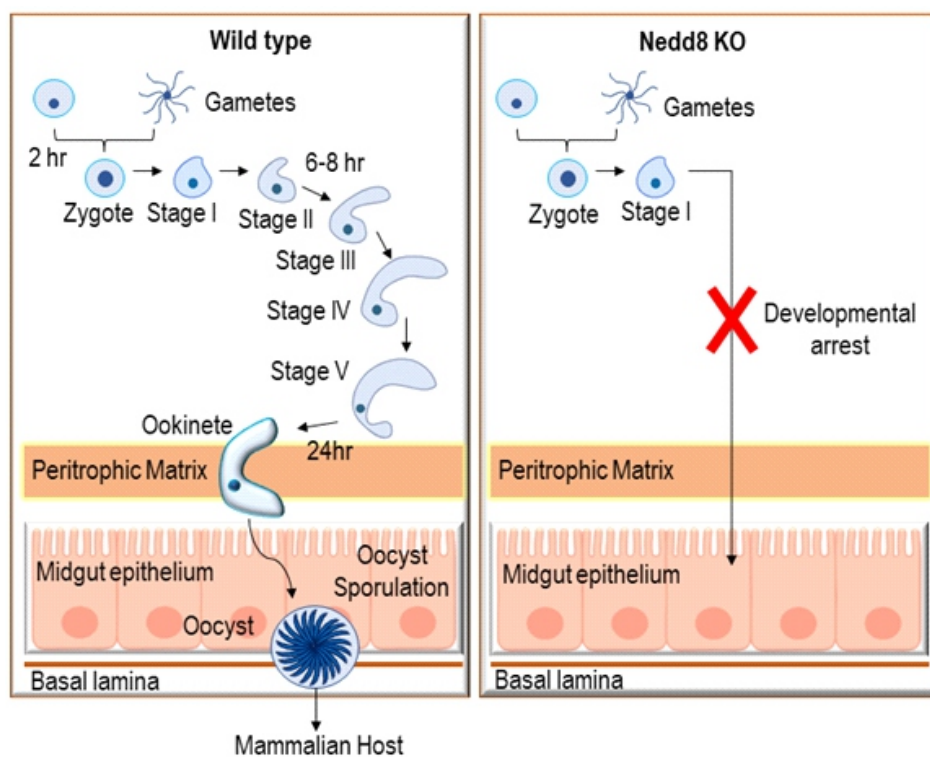 Wild type
Gametes
2 hr
6-8 hr
Zygote
Stage I
Stage II
Stage III
Stage IV
Stage V
Ookinete
24hr
Peritrophic Matrix
Midgut epithelium
Oocyst
Sporulation
Oocyst
Basal lamina
Mammalian Host
Nedd8 KO
Gametes
Zygote
Stage I
Developmental
arrest
Peritrophic Matrix
Midgut epithelium
Basal lamina